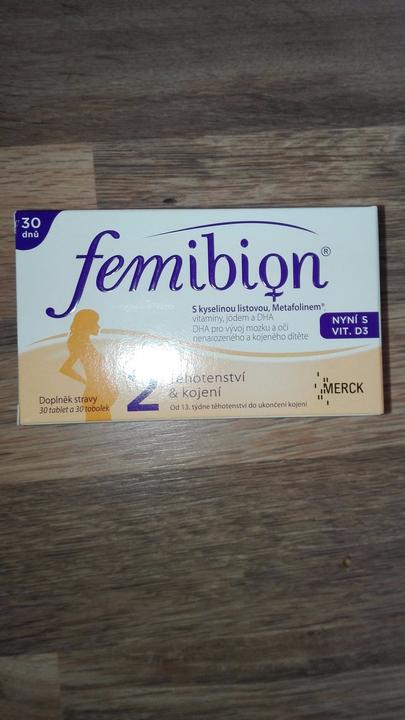 30
dnů
femibion®
S kyselinou listovou, Metafolinem®
vitaminy, jódem a DHA
DHA pro vývoj mozku a očí
nenarozeného a kojeného dítěte
NYNÍ S
VIT. D3
2
těhotenství
& kojení
Od 13. týdne těhotenství do ukončení kojení
Doplněk stravy
30 tablet a 30 tobolek
MERCK